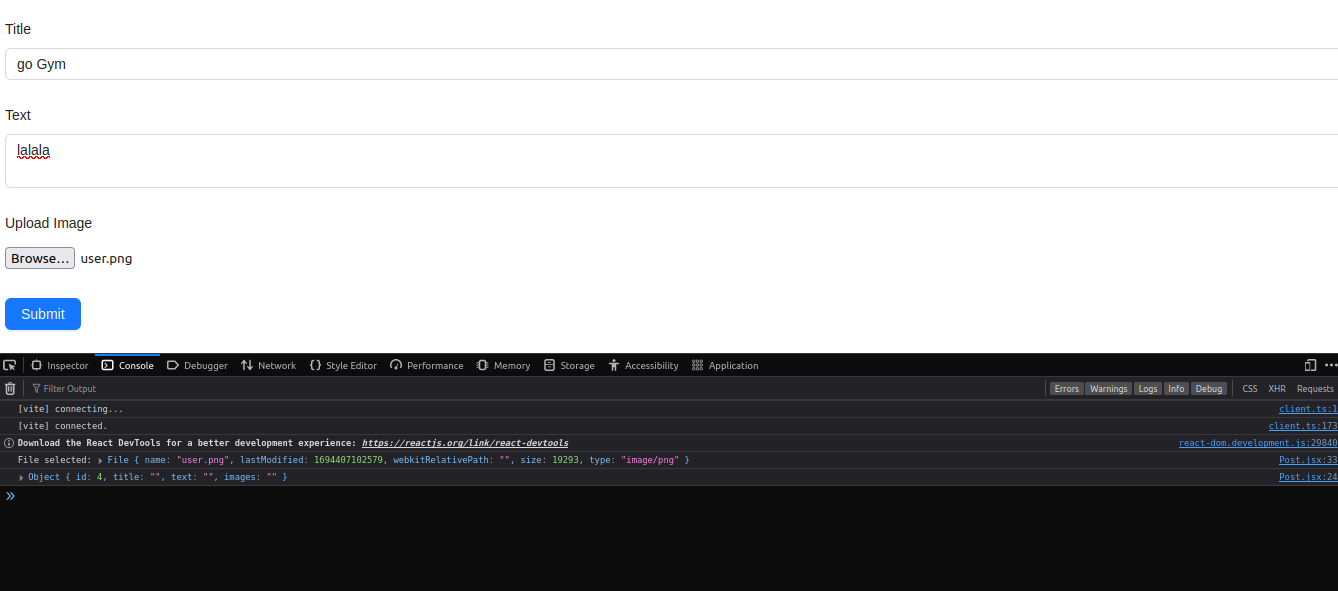 Title
go Gym
Text
lalala
Upload Image
Browse... user.png
Submit
Inspector Console Debugger Network Style Editor Performance Memory Storage Accessibility Application
Filter Output Errors Warnings Logs Info Debug CSS XHR Requests
[vite] connecting... client.ts:1
[vite] connected. client.ts:173
Download the React DevTools for a better development experience: https://reactjs.org/link/react-devtools react-dom.development.js:29840
File selected: File { name: "user.png", lastModified: 1694407102579, webkitRelativePath: "", size: 19293, type: "image/png" } Post.jsx:33
Object { id: 4, title: "", text: "", images: "" } Post.jsx:24